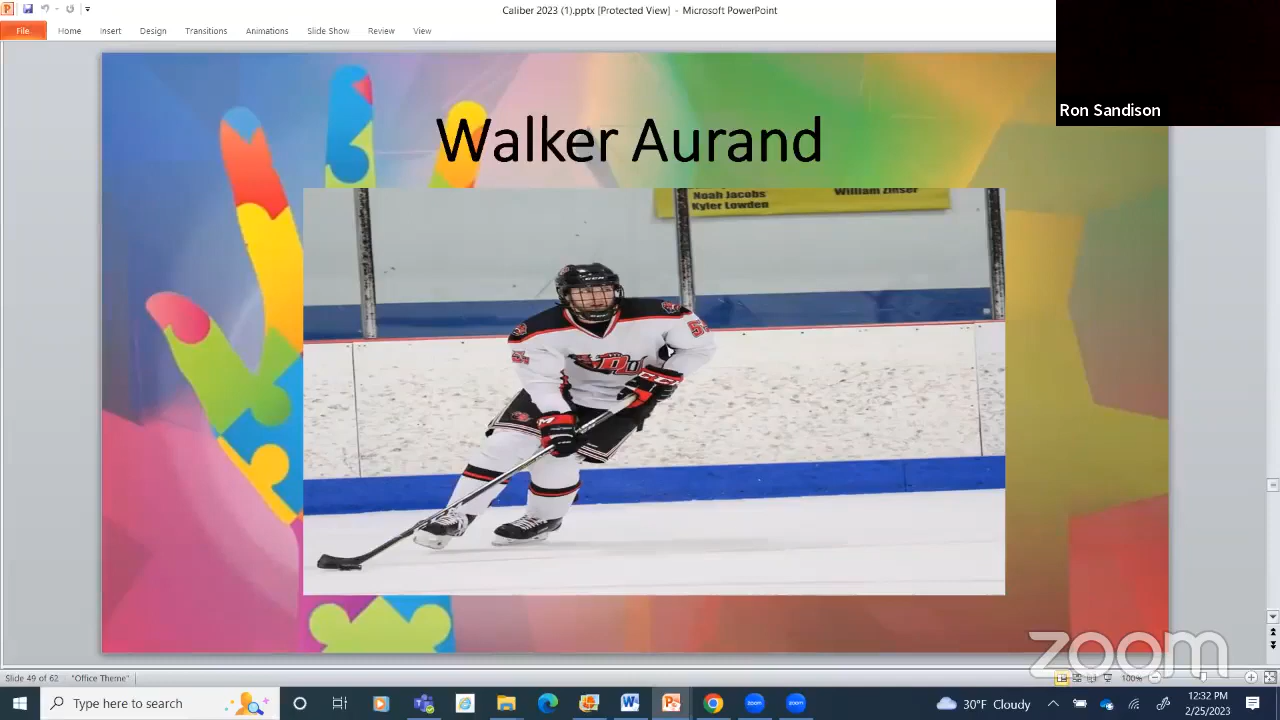 Caliber 2023 (1).pptx [Protected View] - Microsoft PowerPoint
File Home Insert Design Transitions Animations Slide Show Review View
Ron Sandison
Walker Aurand
Noah Jacobs
Kyler Lowden
William Zinser
CCM
zoom
Slide 49 of 62 "Office Theme" 100%
Type here to search
30°F Cloudy
12:32 PM
2/25/2023